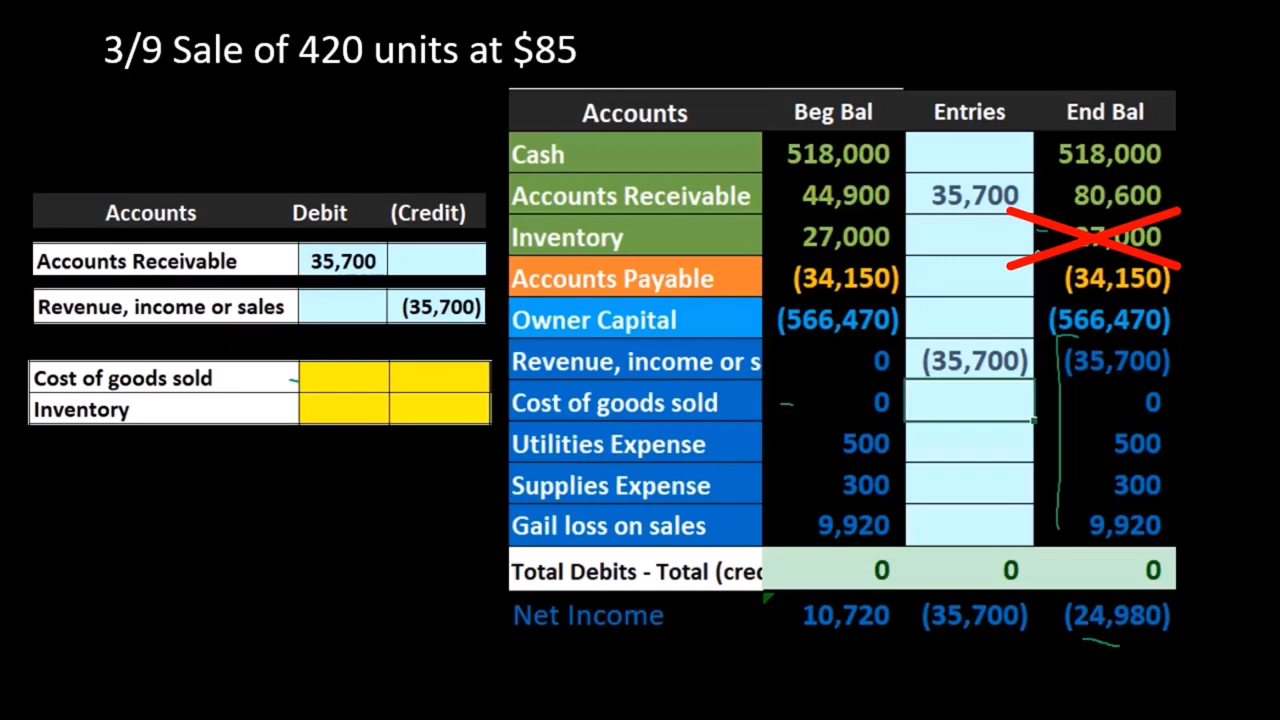 3/9 Sale of 420 units at $85
Accounts Debit (Credit)
Accounts Receivable 35,700
Revenue, income or sales (35,700)
Cost of goods sold
Inventory
Accounts Beg Bal Entries End Bal
Cash 518,000 518,000
Accounts Receivable 44,900 35,700 80,600
Inventory 27,000 27,000
Accounts Payable (34,150) (34,150)
Owner Capital (566,470) (566,470)
Revenue, income or s 0 (35,700) (35,700)
Cost of goods sold 0 0
Utilities Expense 500 500
Supplies Expense 300 300
Gail loss on sales 9,920 9,920
Total Debits - Total (cred 0 0 0
Net Income 10,720 (35,700) (24,980)